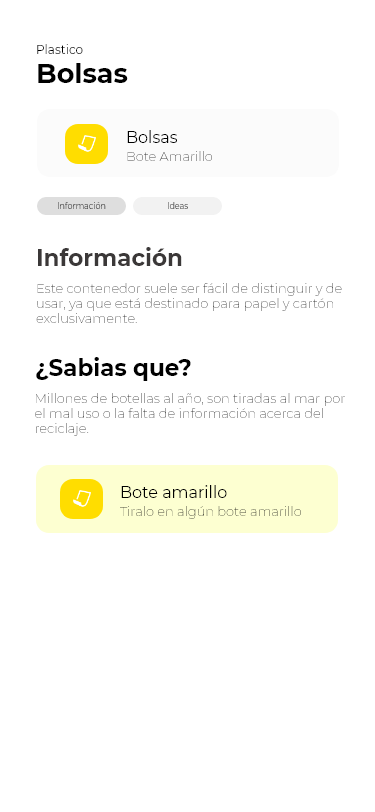 Plastico
Bolsas
Bolsas
Bote Amarillo
Información
Ideas
Información
Este contenedor suele ser fácil de distinguir y de
usar, ya que está destinado para papel y cartón
exclusivamente.
¿Sabias que?
Millones de botellas al año, son tiradas al mar por
el mal uso o la falta de información acerca del
reciclaje.
Bote amarillo
Tiralo en algún bote amarillo